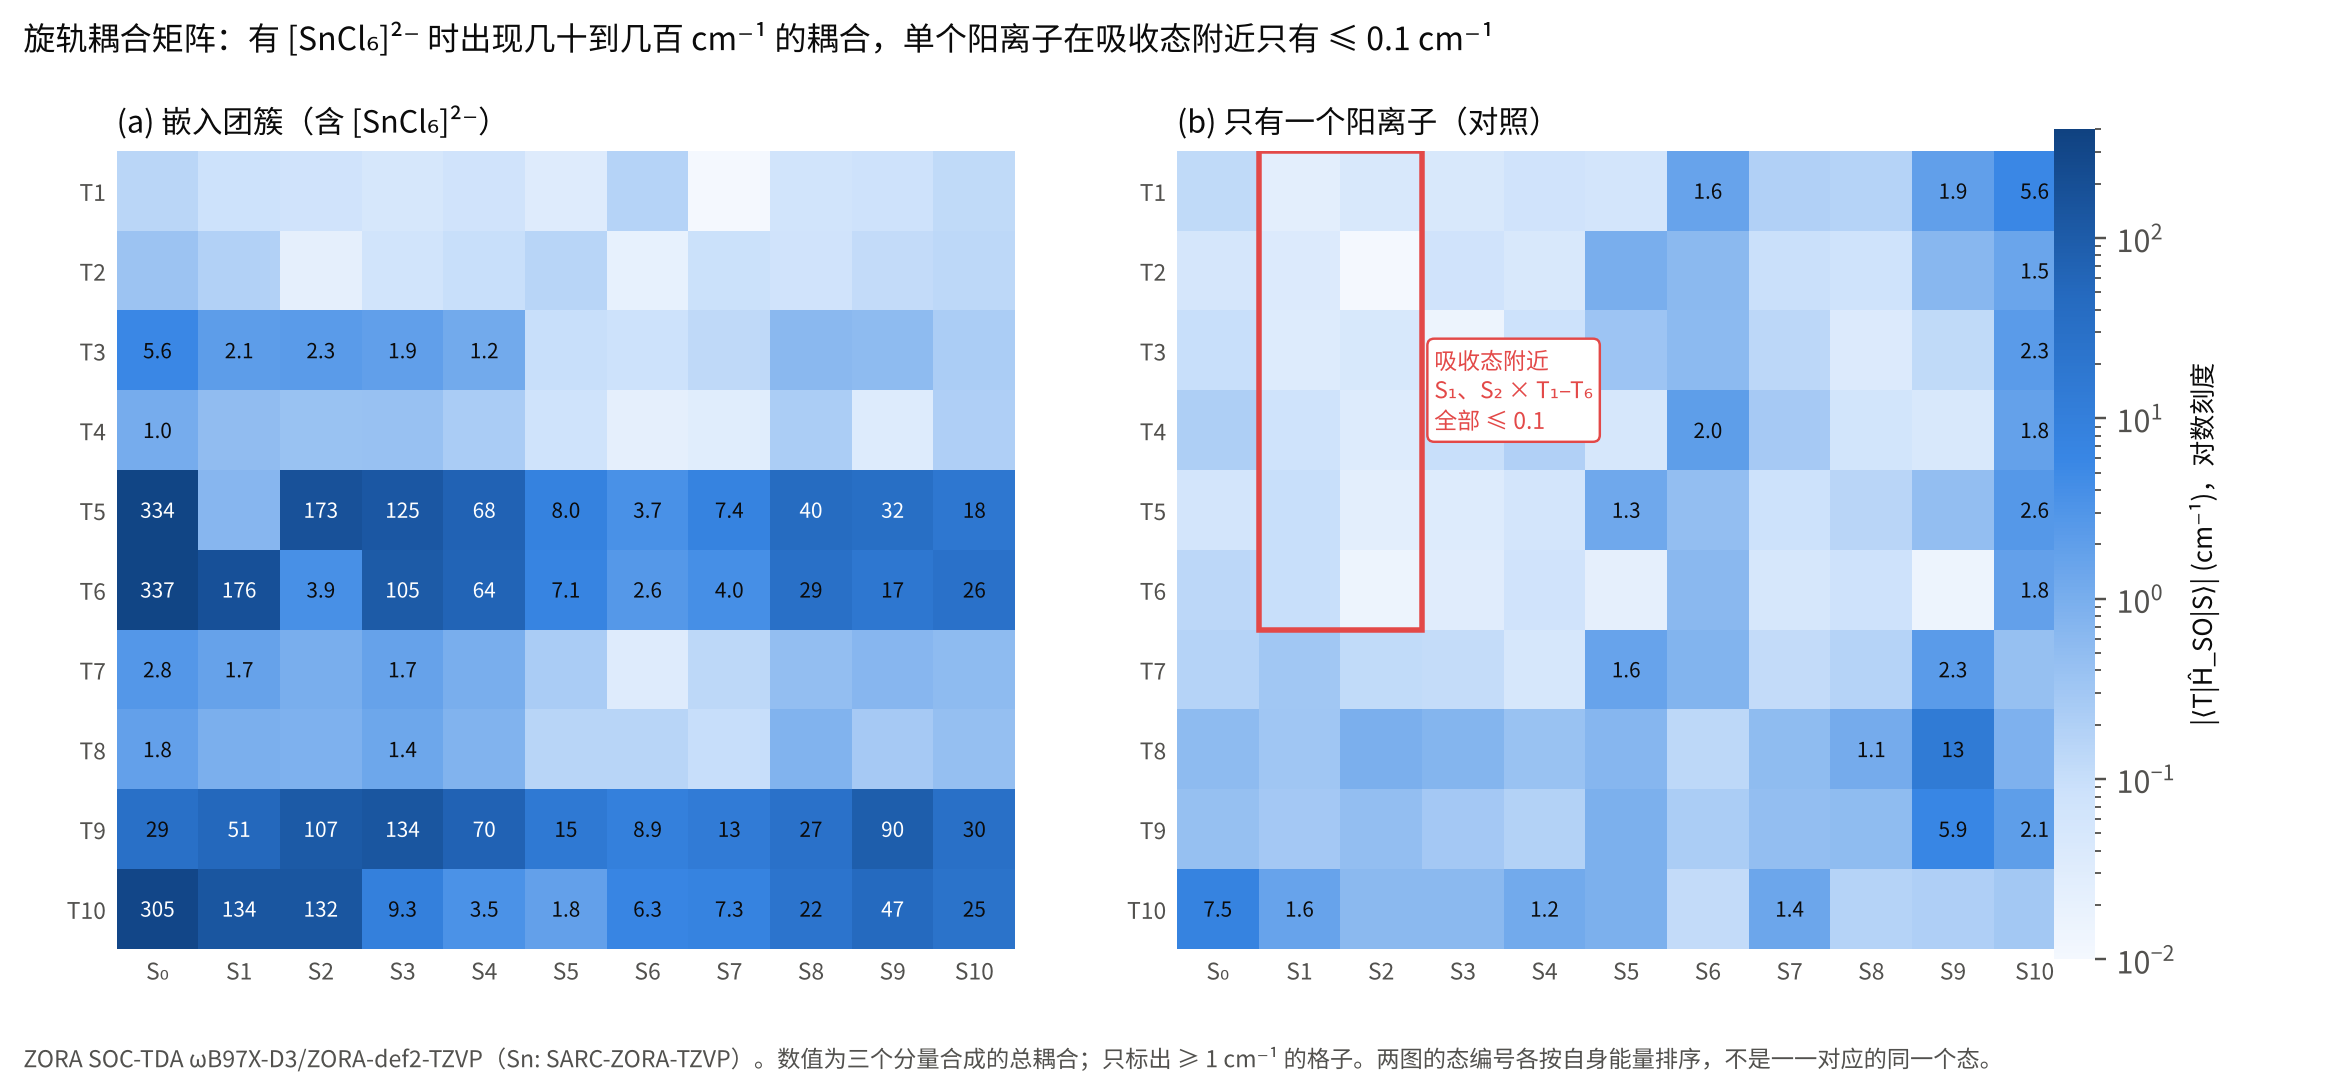 旋轨耦合矩阵：有 [SnCl₆]²⁻ 时出现几十到几百 cm⁻¹ 的耦合，单个阳离子在吸收态附近只有 ≤ 0.1 cm⁻¹
(a) 嵌入团簇（含 [SnCl₆]²⁻）
T1
T2
T3 5.6 2.1 2.3 1.9 1.2
T4 1.0
T5 334 173 125 68 8.0 3.7 7.4 40 32 18
T6 337 176 3.9 105 64 7.1 2.6 4.0 29 17 26
T7 2.8 1.7 1.7
T8 1.8 1.4
T9 29 51 107 134 70 15 8.9 13 27 90 30
T10 305 134 132 9.3 3.5 1.8 6.3 7.3 22 47 25
S₀ S1 S2 S3 S4 S5 S6 S7 S8 S9 S10
(b) 只有一个阳离子（对照）
T1 1.6 1.9 5.6
T2 1.5
T3 2.3
吸收态附近
S₁、S₂ × T₁–T₆
全部 ≤ 0.1
T4 2.0 1.8
T5 1.3 2.6
T6 1.8
T7 1.6 2.3
T8 1.1 13
T9 5.9 2.1
T10 7.5 1.6 1.2 1.4
S₀ S1 S2 S3 S4 S5 S6 S7 S8 S9 S10
10²
10¹
10⁰
10⁻¹
10⁻²
|⟨T|Ĥ_SO|S⟩| (cm⁻¹)，对数刻度
ZORA SOC-TDA ωB97X-D3/ZORA-def2-TZVP（Sn: SARC-ZORA-TZVP）。数值为三个分量合成的总耦合；只标出 ≥ 1 cm⁻¹ 的格子。两图的态编号各按自身能量排序，不是一一对应的同一个态。